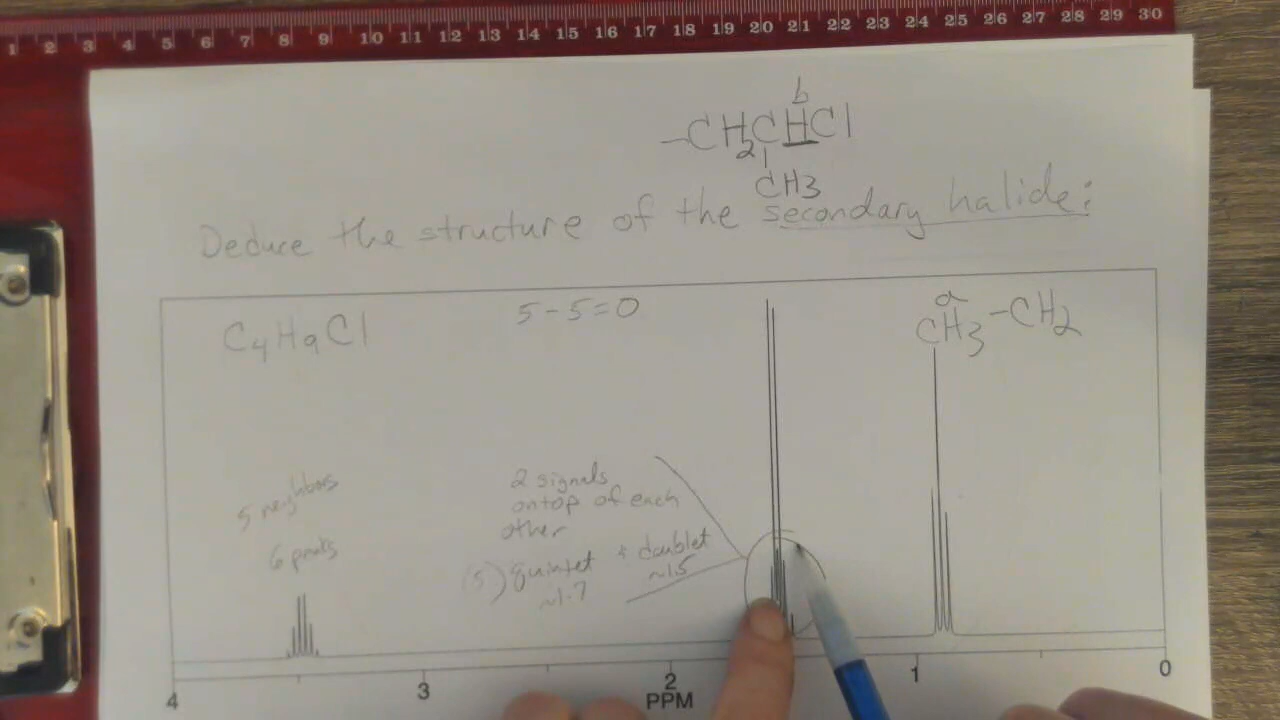 1 2 3 4 5 6 7 8 9 10 11 12 13 14 15 16 17 18 19 20 21 22 23 24 25 26 27 28 29 30
b
-CH2CHCl
CH3
Deduce the structure of the secondary halide:
C4H9Cl
5-5=0
a
CH3-CH2
5 neighbors
6 peaks
2 signals
ontop of each
other
(5) quintet + doublet
~1.7 ~1.5
4 3 2 1 0
PPM